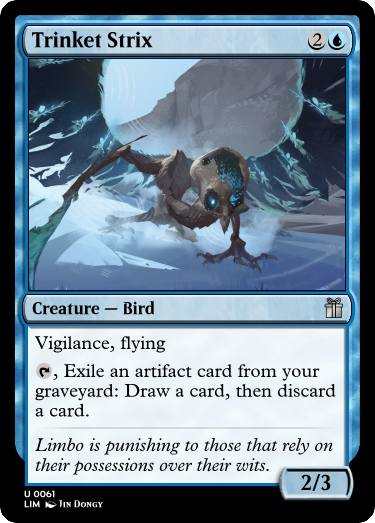 Trinket Strix 2
Creature — Bird
Vigilance, flying
, Exile an artifact card from your
graveyard: Draw a card, then discard
a card.
Limbo is punishing to those that rely on
their possessions over their wits.
2/3
U 0061
LIM Jin Dongy